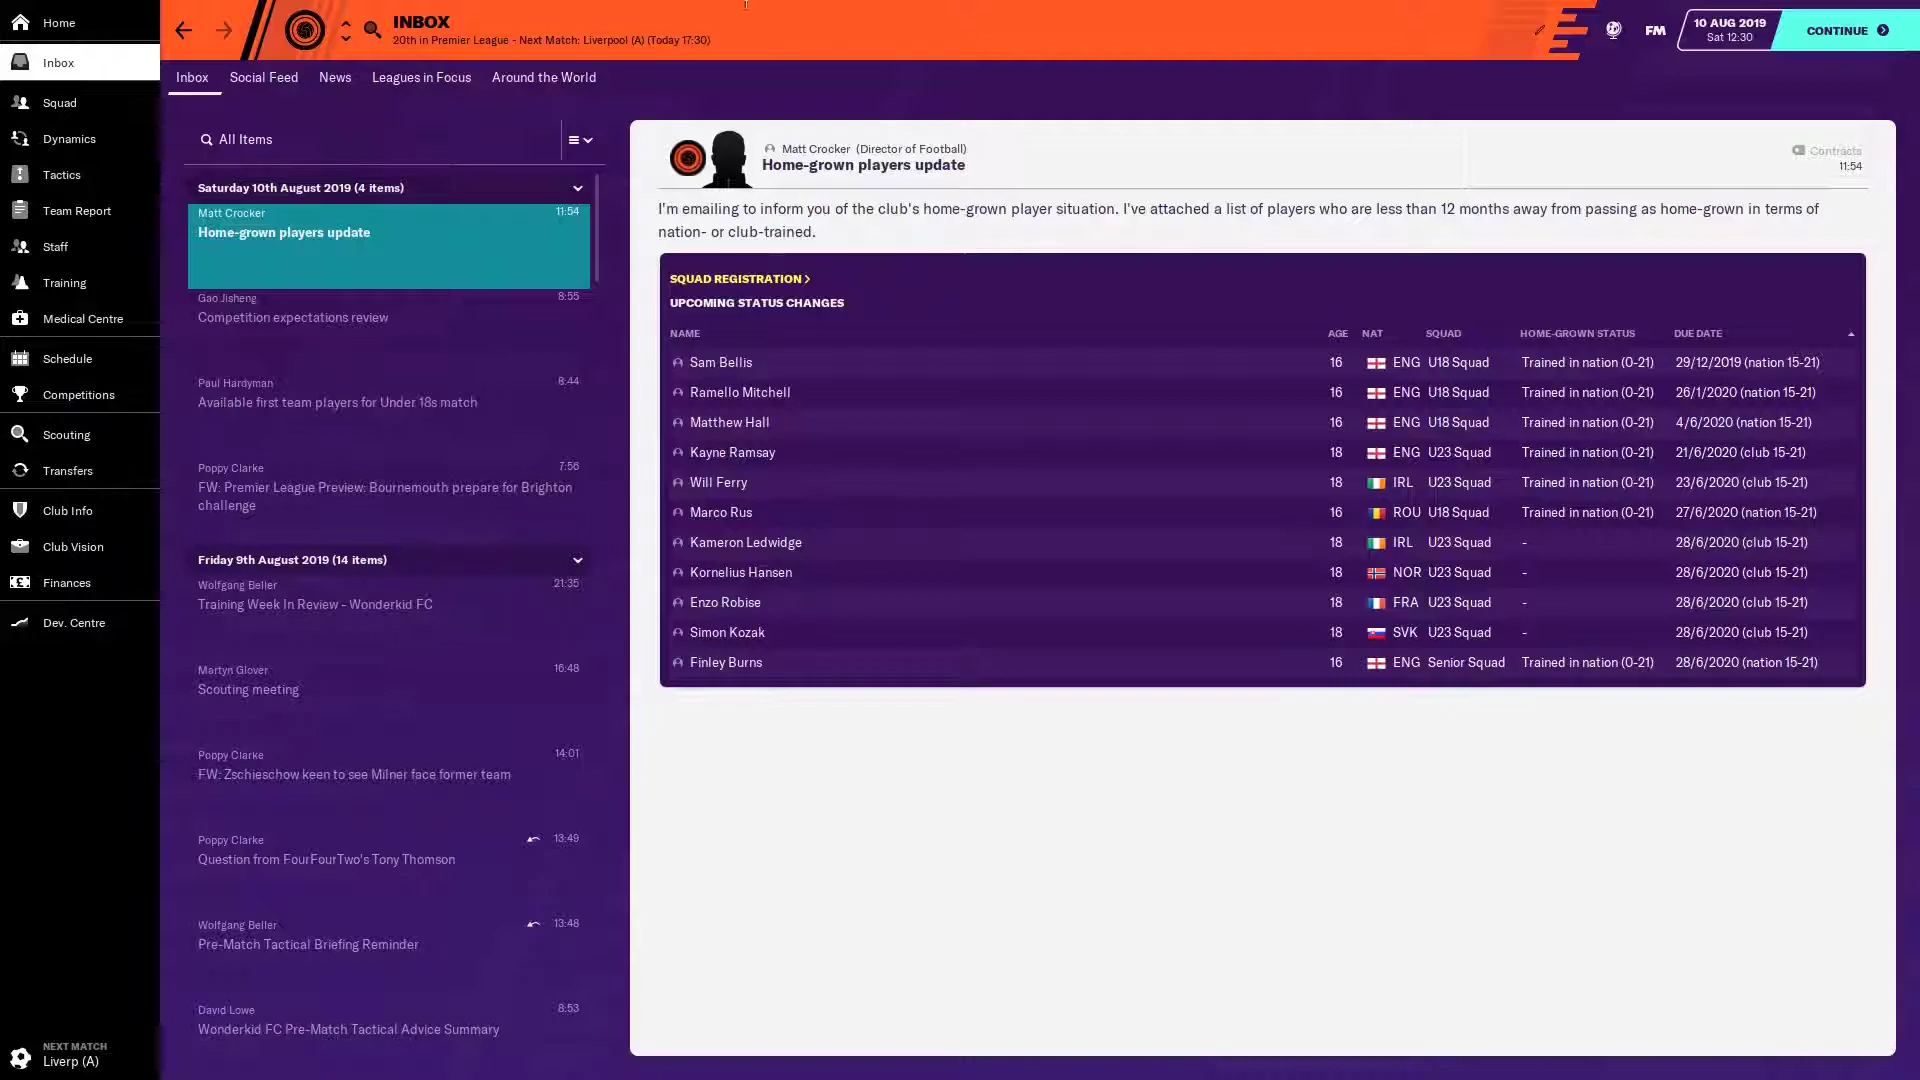 Home
Inbox
Squad
Dynamics
Tactics
Team Report
Staff
Training
Medical Centre
Schedule
Competitions
Scouting
Transfers
Club Info
Club Vision
Finances
Dev. Centre
NEXT MATCH
Liverp (A)
INBOX
20th in Premier League - Next Match: Liverpool (A) (Today 17:30)
FM
10 AUG 2019
Sat 12:30
CONTINUE
Inbox Social Feed News Leagues in Focus Around the World
All Items
Saturday 10th August 2019 (4 items)
Matt Crocker 11:54
Home-grown players update
Gao Jisheng 8:55
Competition expectations review
Paul Hardyman 8:44
Available first team players for Under 18s match
Poppy Clarke 7:56
FW: Premier League Preview: Bournemouth prepare for Brighton
challenge
Friday 9th August 2019 (14 items)
Wolfgang Beller 21:35
Training Week In Review - Wonderkid FC
Martyn Glover 16:48
Scouting meeting
Poppy Clarke 14:01
FW: Zschieschow keen to see Milner face former team
Poppy Clarke 13:49
Question from FourFourTwo's Tony Thomson
Wolfgang Beller 13:48
Pre-Match Tactical Briefing Reminder
David Lowe 8:53
Wonderkid FC Pre-Match Tactical Advice Summary
Matt Crocker (Director of Football)
Home-grown players update
Contracts
11:54
I'm emailing to inform you of the club's home-grown player situation. I've attached a list of players who are less than 12 months away from passing as home-grown in terms of
nation- or club-trained.
SQUAD REGISTRATION >
UPCOMING STATUS CHANGES
NAME AGE NAT SQUAD HOME-GROWN STATUS DUE DATE
Sam Bellis 16 ENG U18 Squad Trained in nation (0-21) 29/12/2019 (nation 15-21)
Ramello Mitchell 16 ENG U18 Squad Trained in nation (0-21) 26/1/2020 (nation 15-21)
Matthew Hall 16 ENG U18 Squad Trained in nation (0-21) 4/6/2020 (nation 15-21)
Kayne Ramsay 18 ENG U23 Squad Trained in nation (0-21) 21/6/2020 (club 15-21)
Will Ferry 18 IRL U23 Squad Trained in nation (0-21) 23/6/2020 (club 15-21)
Marco Rus 16 ROU U18 Squad Trained in nation (0-21) 27/6/2020 (nation 15-21)
Kameron Ledwidge 18 IRL U23 Squad - 28/6/2020 (club 15-21)
Kornelius Hansen 18 NOR U23 Squad - 28/6/2020 (club 15-21)
Enzo Robise 18 FRA U23 Squad - 28/6/2020 (club 15-21)
Simon Kozak 18 SVK U23 Squad - 28/6/2020 (club 15-21)
Finley Burns 16 ENG Senior Squad Trained in nation (0-21) 28/6/2020 (nation 15-21)